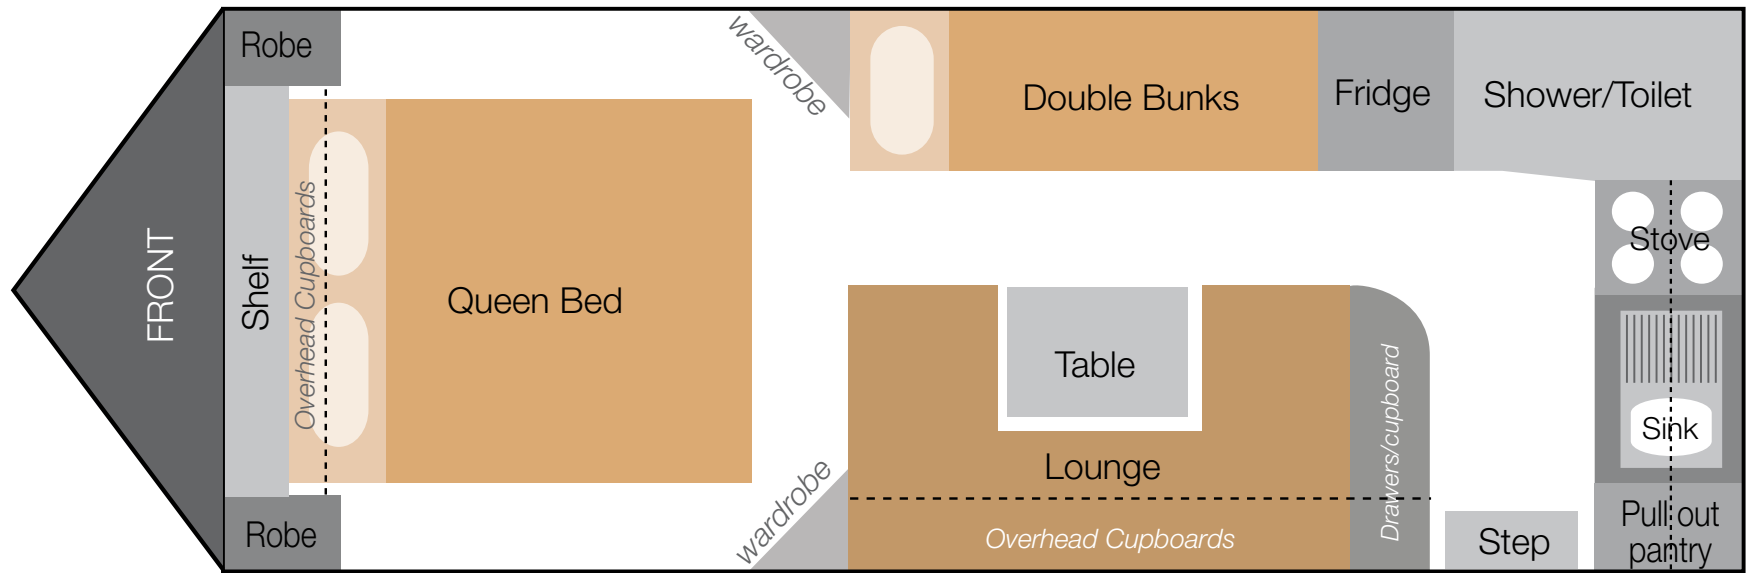 Robe
wardrobe
Double Bunks
Fridge
Shower/Toilet
FRONT
Shelf
Overhead Cupboards
Queen Bed
Stove
Table
Drawers/cupboard
Sink
Lounge
wardrobe
Robe
Overhead Cupboards
Step
Pull out
pantry